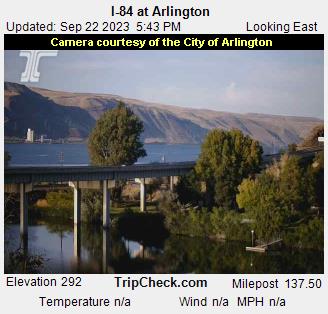 I-84 at Arlington
Updated: Sep 22 2023 5:43 PM Looking East
Camera courtesy of the City of Arlington
Elevation 292 TripCheck.com Milepost 137.50
Temperature n/a Wind n/a MPH n/a